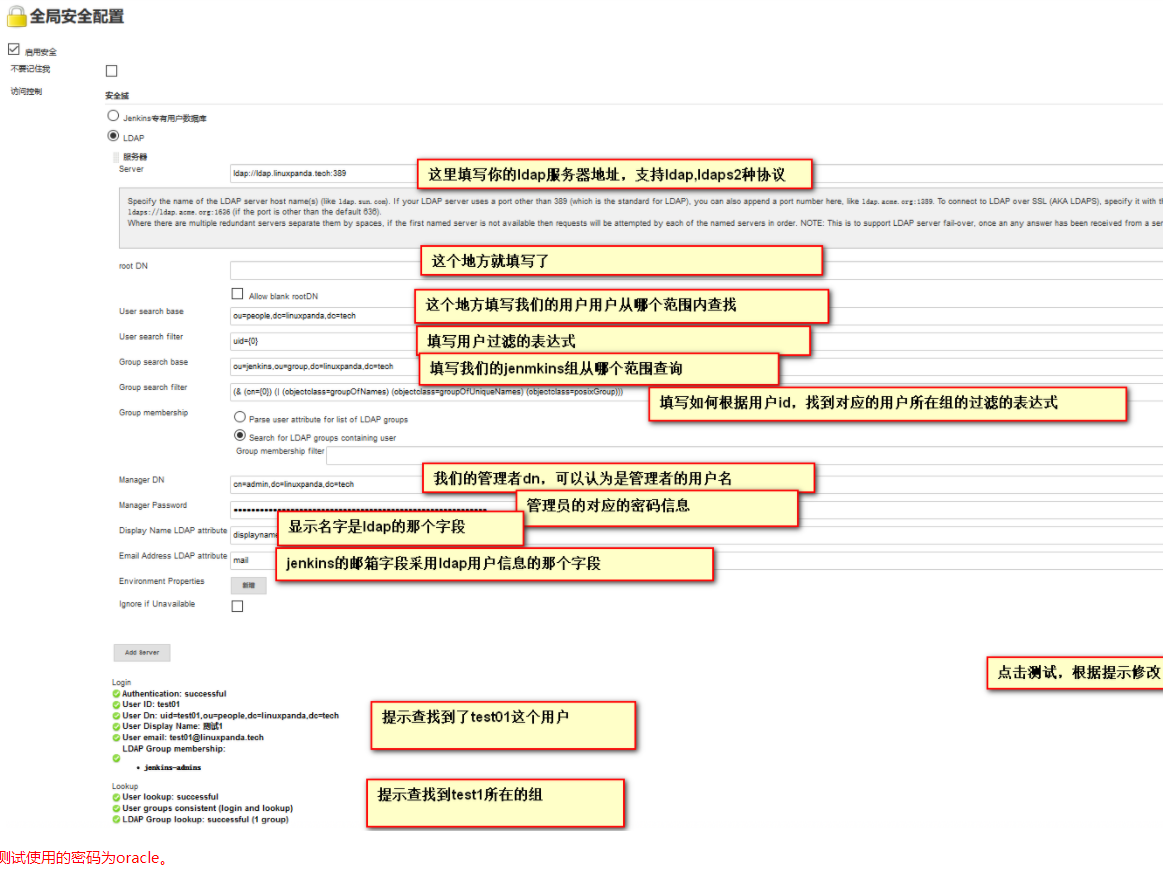 全局安全配置
启用安全
不要记住我
访问控制
安全域
Jenkins专有用户数据库
LDAP
服务器
Server
ldap://ldap.linuxpanda.tech:389
这里填写你的ldap服务器地址，支持ldap,ldaps2种协议
Specify the name of the LDAP server host name(s) (like ldap.sun.com). If your LDAP server uses a port other than 389 (which is the standard for LDAP), you can also append a port number here, like ldap.acme.org:1389. To connect to LDAP over SSL (AKA LDAPS), specify it with th
ldaps://ldap.acme.org:1636 (if the port is other than the default 636).
Where there are multiple redundant servers separate them by spaces, if the first named server is not available then requests will be attempted by each of the named servers in order. NOTE: This is to support LDAP server fail-over, once an any answer has been received from a ser
root DN
这个地方就填写了
Allow blank rootDN
User search base
ou=people,dc=linuxpanda,dc=tech
这个地方填写我们的用户用户从哪个范围内查找
User search filter
uid={0}
填写用户过滤的表达式
Group search base
ou=jenkins,ou=group,dc=linuxpanda,dc=tech
填写我们的jenmkins组从哪个范围查询
Group search filter
(& (cn={0}) (| (objectclass=groupOfNames) (objectclass=groupOfUniqueNames) (objectclass=posixGroup)))
填写如何根据用户id，找到对应的用户所在组的过滤的表达式
Group membership
Parse user attribute for list of LDAP groups
Search for LDAP groups containing user
Group membership filter
Manager DN
cn=admin,dc=linuxpanda,dc=tech
我们的管理者dn，可以认为是管理者的用户名
Manager Password
管理员的对应的密码信息
Display Name LDAP attribute
displayname
显示名字是ldap的那个字段
Email Address LDAP attribute
mail
jenkins的邮箱字段采用ldap用户信息的那个字段
Environment Properties
新增
Ignore if Unavailable
Add Server
点击测试，根据提示修改
Login
Authentication: successful
User ID: test01
User Dn: uid=test01,ou=people,dc=linuxpanda,dc=tech
User Display Name: 测试1
User email: test01@linuxpanda.tech
LDAP Group membership:
• jenkins-admins
提示查找到了test01这个用户
Lookup
User lookup: successful
User groups consistent (login and lookup)
LDAP Group lookup: successful (1 group)
提示查找到test1所在的组
测试使用的密码为oracle。